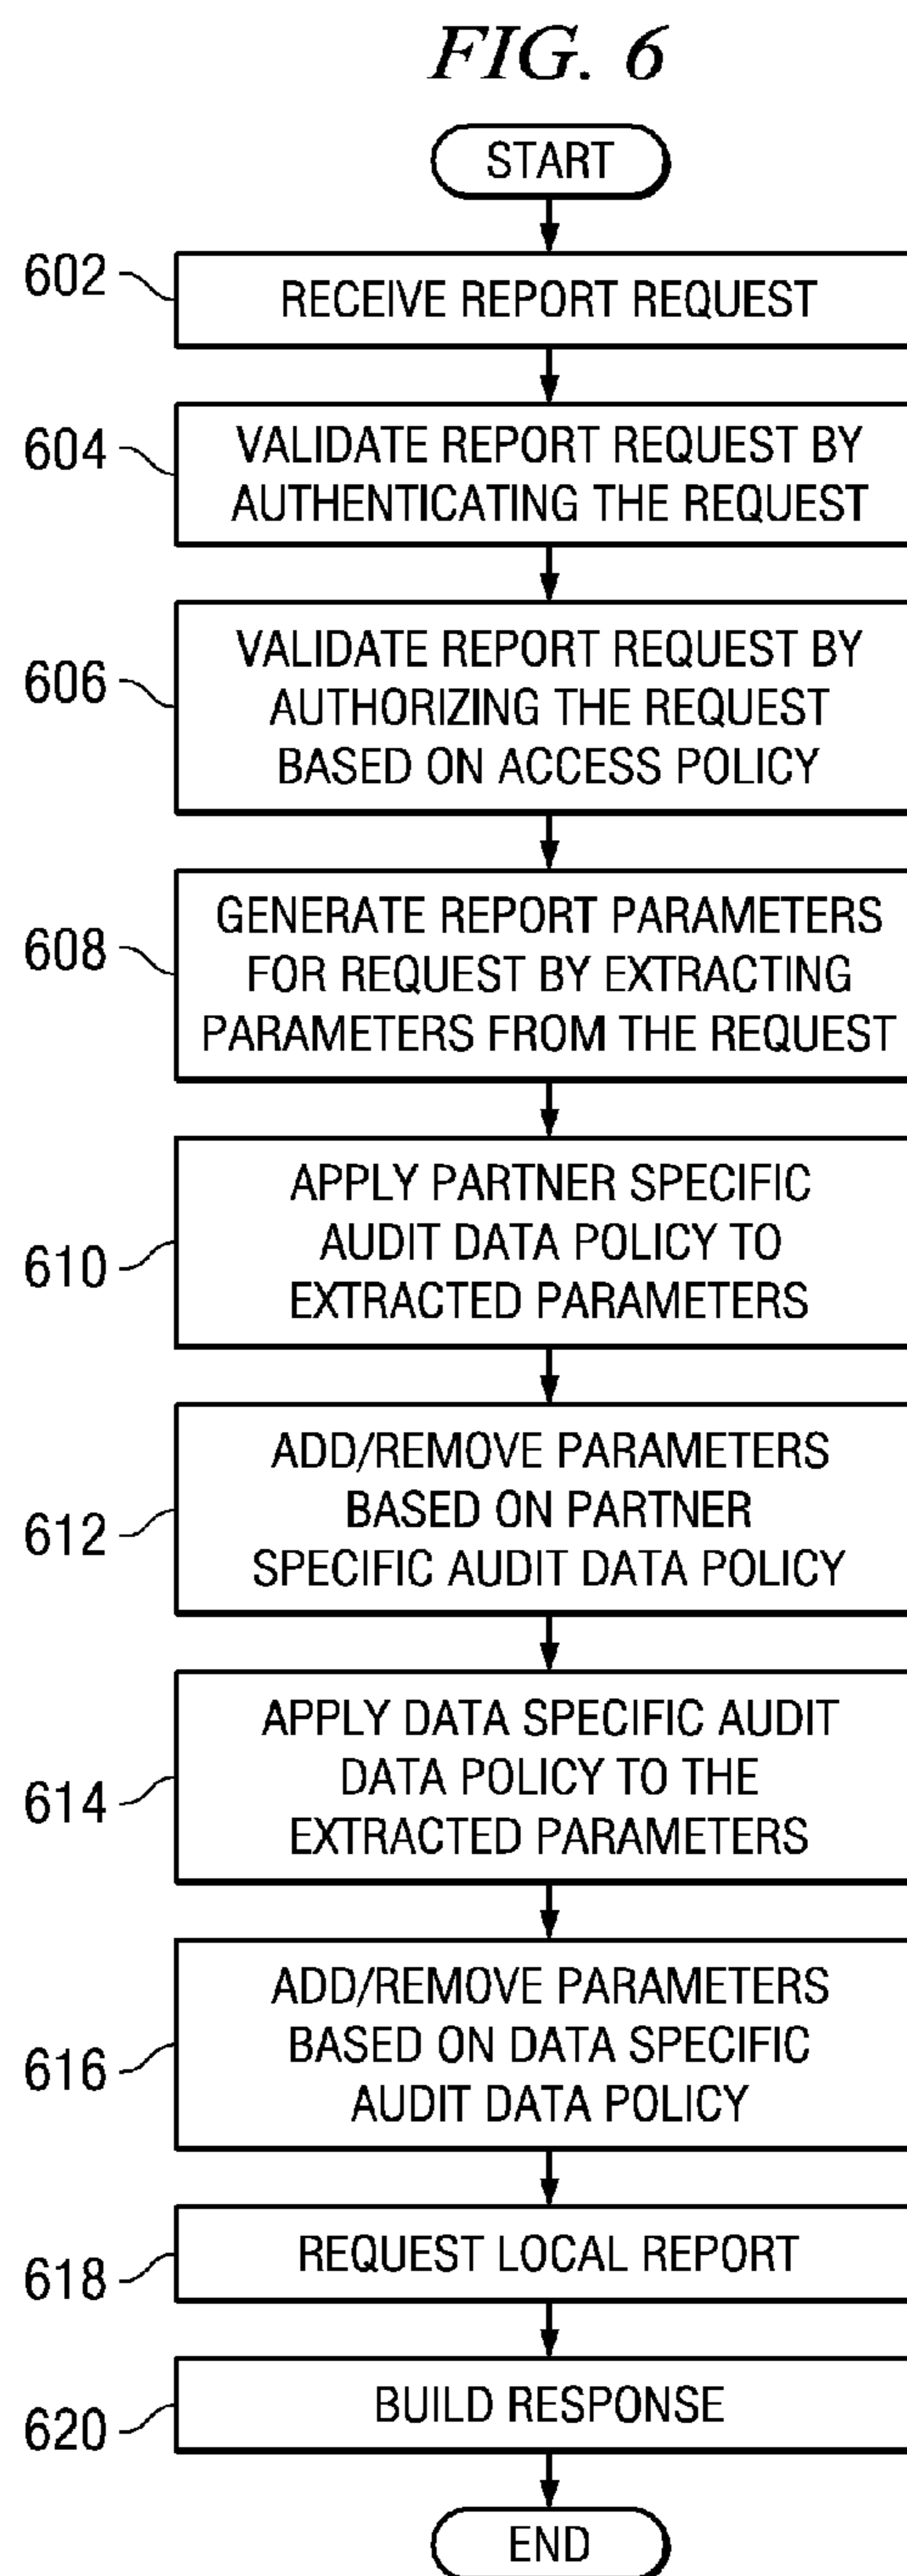 FIG. 6
START
602
RECEIVE REPORT REQUEST
604
VALIDATE REPORT REQUEST BY
AUTHENTICATING THE REQUEST
606
VALIDATE REPORT REQUEST BY
AUTHORIZING THE REQUEST
BASED ON ACCESS POLICY
608
GENERATE REPORT PARAMETERS
FOR REQUEST BY EXTRACTING
PARAMETERS FROM THE REQUEST
610
APPLY PARTNER SPECIFIC
AUDIT DATA POLICY TO
EXTRACTED PARAMETERS
612
ADD/REMOVE PARAMETERS
BASED ON PARTNER
SPECIFIC AUDIT DATA POLICY
614
APPLY DATA SPECIFIC AUDIT
DATA POLICY TO THE
EXTRACTED PARAMETERS
616
ADD/REMOVE PARAMETERS
BASED ON DATA SPECIFIC
AUDIT DATA POLICY
618
REQUEST LOCAL REPORT
620
BUILD RESPONSE
END